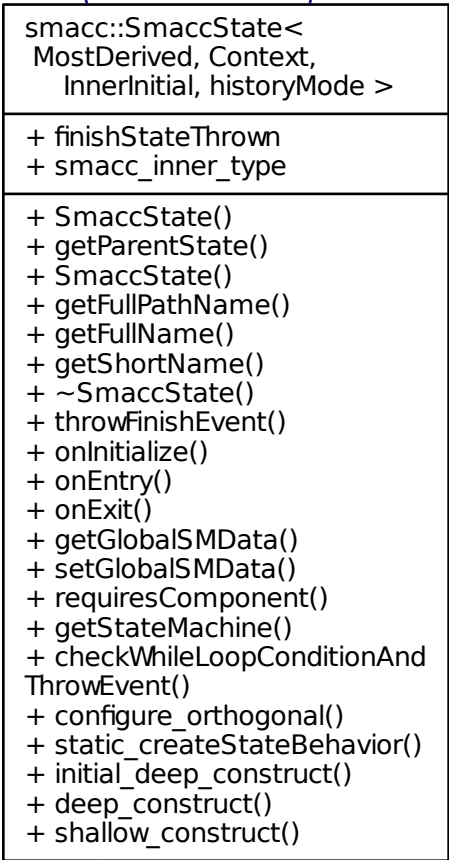 smacc::SmaccState<
MostDerived, Context,
InnerInitial, historyMode >
+ finishStateThrown
+ smacc_inner_type
+ SmaccState()
+ getParentState()
+ SmaccState()
+ getFullPathName()
+ getFullName()
+ getShortName()
+ ~SmaccState()
+ throwFinishEvent()
+ onInitialize()
+ onEntry()
+ onExit()
+ getGlobalSMData()
+ setGlobalSMData()
+ requiresComponent()
+ getStateMachine()
+ checkWhileLoopConditionAnd
ThrowEvent()
+ configure_orthogonal()
+ static_createStateBehavior()
+ initial_deep_construct()
+ deep_construct()
+ shallow_construct()